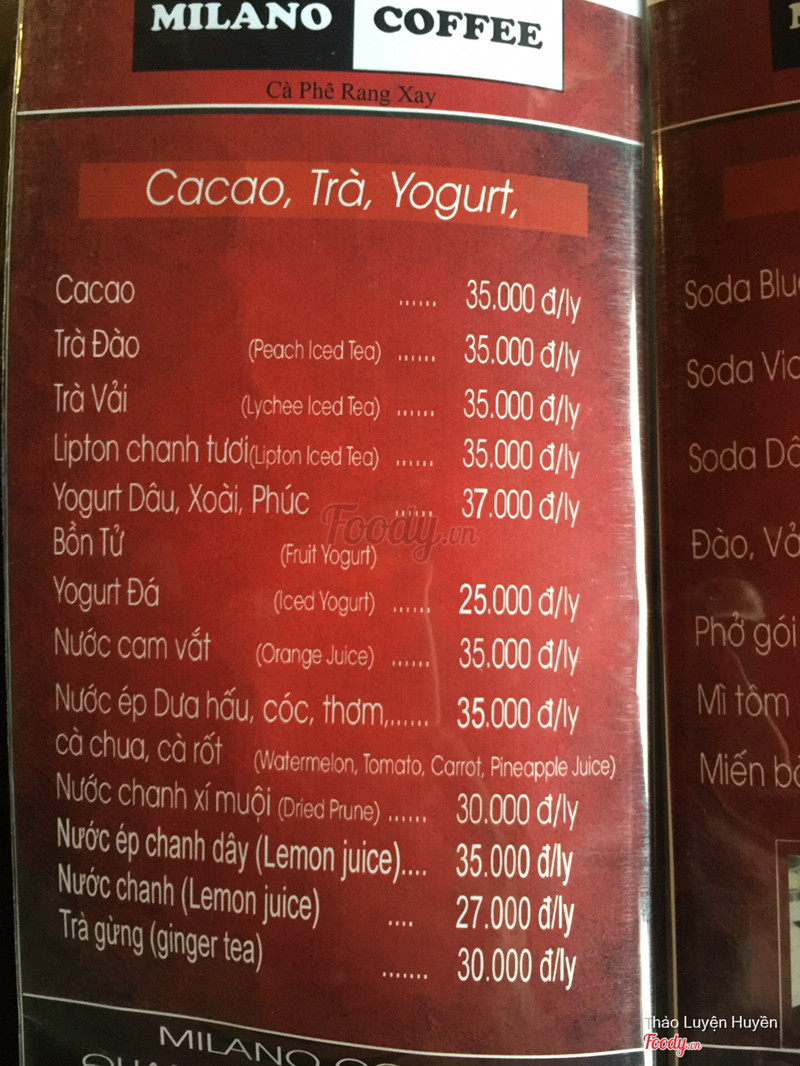 MILANO COFFEE
Cà Phê Rang Xay
Cacao, Trà, Yogurt,
Cacao ...... 35.000 đ/ly
Trà Đào (Peach Iced Tea) ...... 35.000 đ/ly
Trà Vải (Lychee Iced Tea) ...... 35.000 đ/ly
Lipton chanh tươi(Lipton Iced Tea) ...... 35.000 đ/ly
Yogurt Dâu, Xoài, Phúc ...... 37.000 đ/ly
Bồn Tử (Fruit Yogurt)
Yogurt Đá (Iced Yogurt) ...... 25.000 đ/ly
Nước cam vắt (Orange Juice) ...... 35.000 đ/ly
Nước ép Dưa hấu, cóc, thơm,...... 35.000 đ/ly
cà chua, cà rốt (Watermelon, Tomato, Carrot, Pineapple Juice)
Nước chanh xí muội (Dried Prune) ...... 30.000 đ/ly
Nước ép chanh dây (Lemon juice).... 35.000 đ/ly
Nước chanh (Lemon juice) .... 27.000 đ/ly
Trà gừng (ginger tea) ....... 30.000 đ/ly
MILANO
Soda Blu
Soda Vi
Soda
Đào,
Phở gói
Mì tôm
Miến
Foody.vn
Thảo Luyện Huyền
Foody.vn